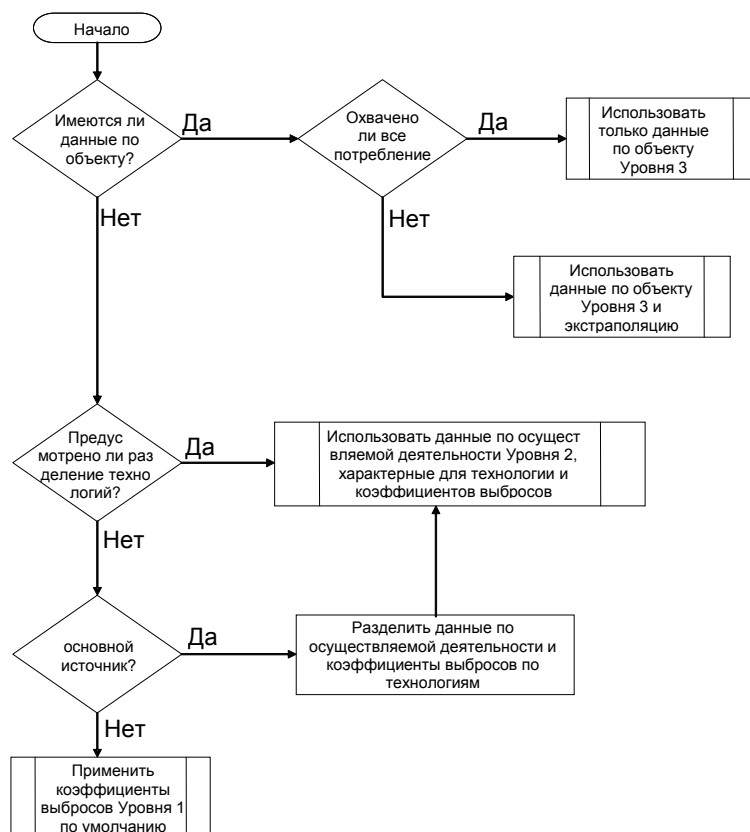 Начало
Имеются ли
данные по
объекту?
Да
Охвачено
ли все
потребление
Да
Использовать
только данные
по объекту
Уровня 3
Нет
Нет
Использовать
данные по объекту
Уровня 3 и
экстраполяцию
Предус
мотрено ли раз
деление техно
логий?
Да
Использовать данные по осущест
вляемой деятельности Уровня 2,
характерные для технологии и
коэффициентов выбросов
Нет
основной
источник?
Да
Разделить данные по
осуществляемой деятельности и
коэффициенты выбросов по
технологиям
Нет
Применить
коэффициенты
выбросов Уровня 1
по умолчанию